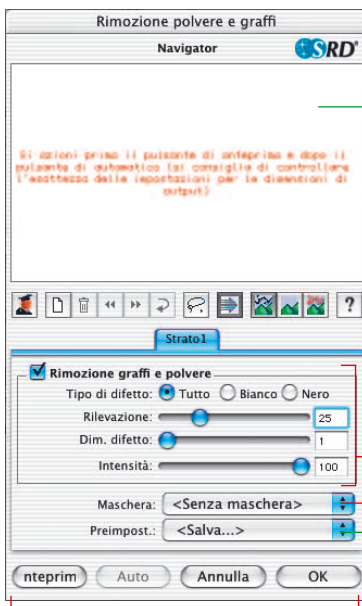 Rimozione polvere e graffi
Navigator
SRD
Si azioni prima il pulsante di anteprima e dopo il
pulsante di automatico (si consiglia di controllare
l'esattezza delle impostazioni per le dimensioni di
output)
?
Strato1
Rimozione graffi e polvere
Tipo di difetto: Tutto Bianco Nero
Rilevazione: 25
Dim. difetto: 1
Intensità: 100
Maschera: <Senza maschera>
Preimpost.: <Salva...>
nteprim Auto Annulla OK